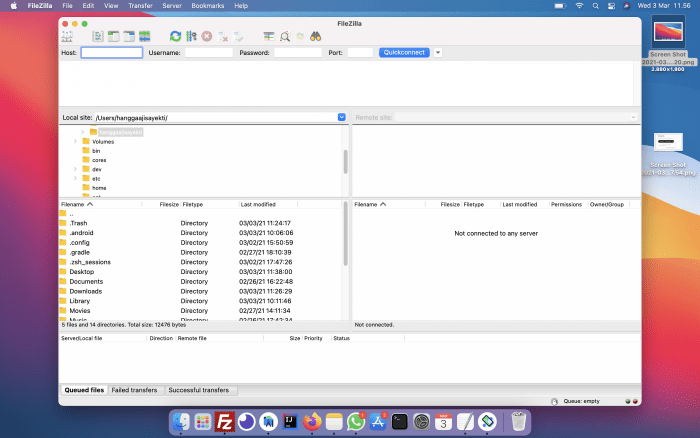 FileZilla File Edit View Transfer Server Bookmarks Help Wed 3 Mar 11.56
FileZilla
Host: Username: Password: Port: Quickconnect
Local site: /Users/hanggaajisayekti/
Remote site:
hanggaajisayekti
Volumes
bin
cores
dev
etc
home
Filename Filesize Filetype Last modified
..
.Trash Directory 03/03/21 11:24:17
.android Directory 03/03/21 10:06:06
.config Directory 03/02/21 15:50:59
.gradle Directory 02/27/21 18:10:39
.zsh_sessions Directory 03/02/21 17:47:26
Desktop Directory 03/03/21 11:38:00
Documents Directory 02/26/21 16:22:48
Downloads Directory 03/03/21 11:26:29
Library Directory 03/03/21 10:11:46
Movies Directory 02/27/21 14:11:34
Music Directory 02/26/21 17:42:34
5 files and 14 directories. Total size: 12476 bytes
Filename Filesize Filetype Last modified Permissions Owner/Group
Not connected to any server
Not connected.
Server/Local file Direction Remote file Size Priority Status
Queued files Failed transfers Successful transfers
Queue: empty
Screen Shot
2021-03....20.png
2.880×1.800
Screen Shot
2021-03...7.54.png
Fz
IJ
MAR
3